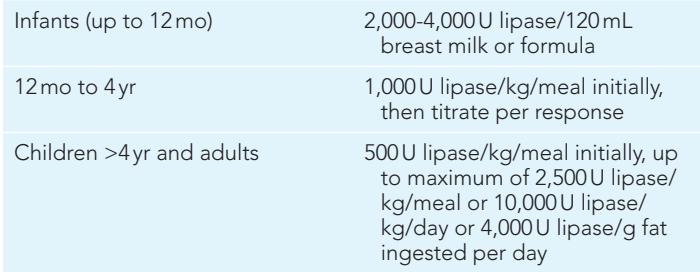 Infants (up to 12 mo) 2,000-4,000 U lipase/120 mL
breast milk or formula
12 mo to 4 yr 1,000 U lipase/kg/meal initially,
then titrate per response
Children >4 yr and adults 500 U lipase/kg/meal initially, up
to maximum of 2,500 U lipase/
kg/meal or 10,000 U lipase/
kg/day or 4,000 U lipase/g fat
ingested per day